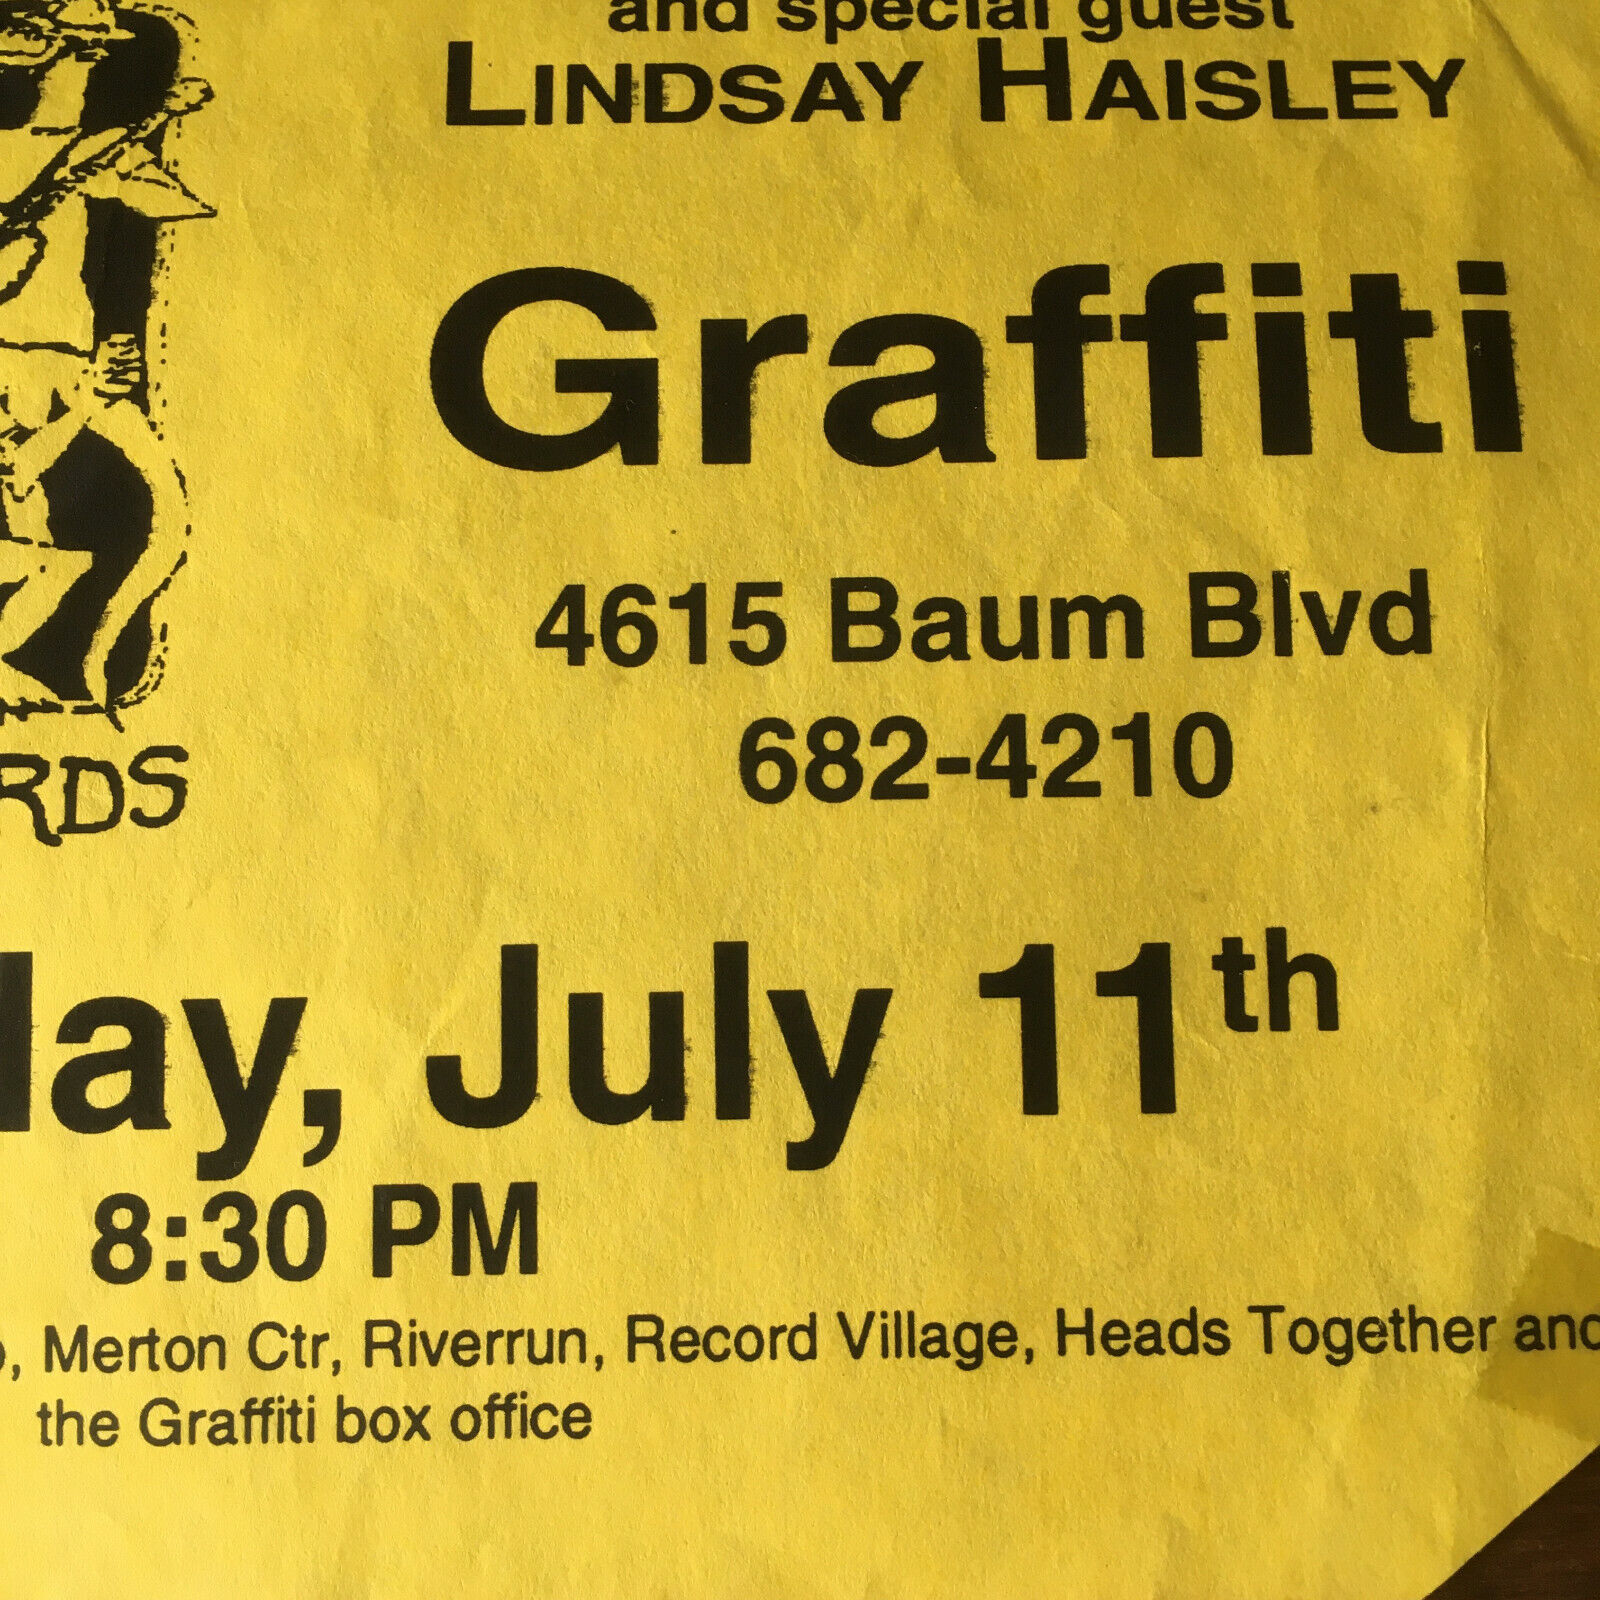 and special guest
LINDSAY HAISLEY
Graffiti
4615 Baum Blvd
682-4210
RDS
day, July 11th
8:30 PM
Merton Ctr, Riverrun, Record Village, Heads Together and
the Graffiti box office